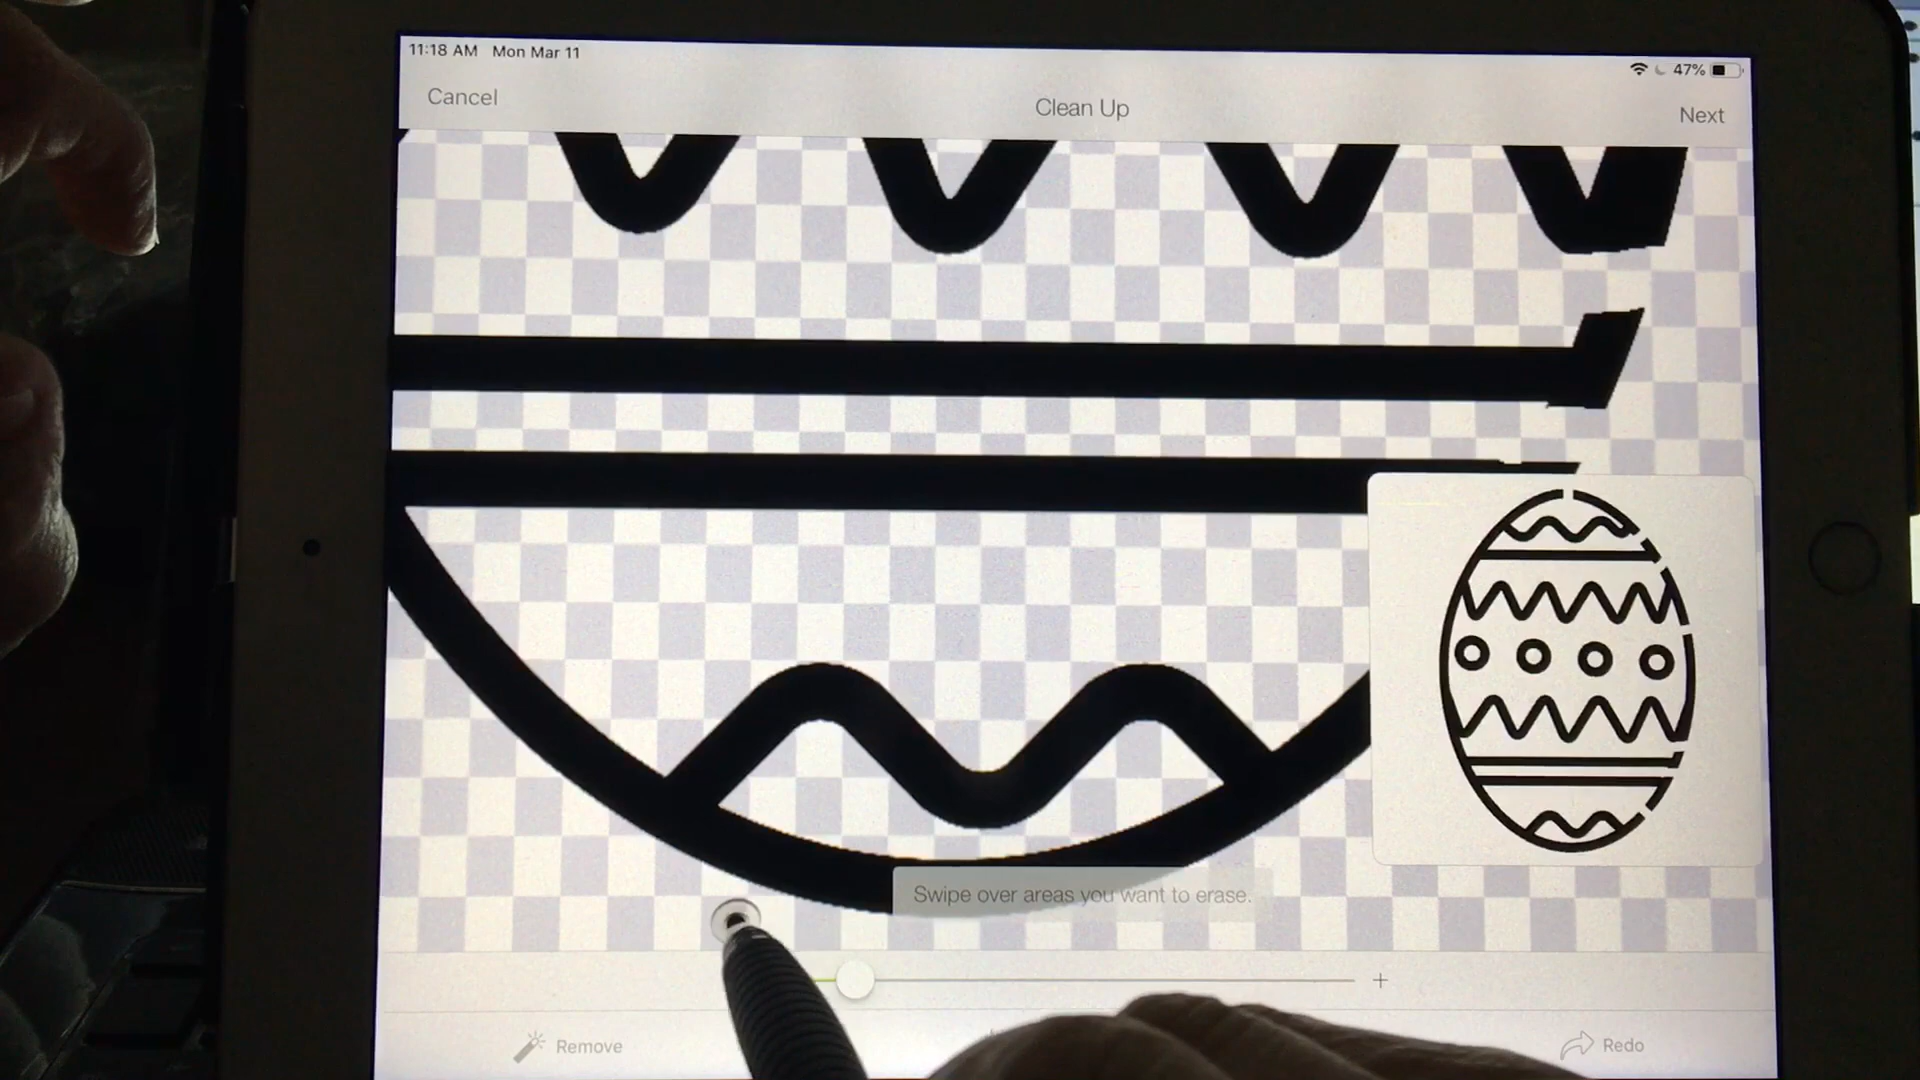 11:18 AM Mon Mar 11
47%
Cancel
Clean Up
Next
Swipe over areas you want to erase.
+
Remove
Redo